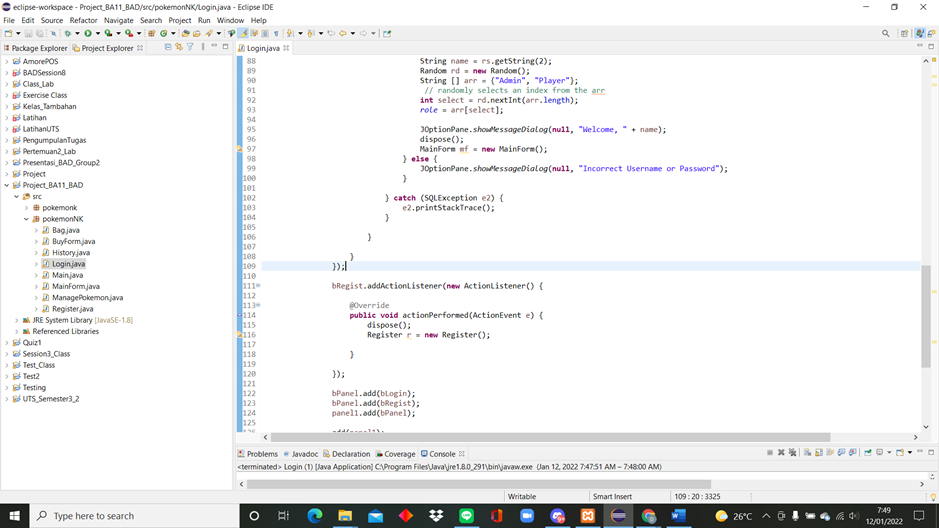 eclipse-workspace - Project_BA11_BAD/src/pokemonNK/Login.java - Eclipse IDE
File Edit Source Refactor Navigate Search Project Run Window Help
Package Explorer Project Explorer
AmorePOS
BADSession8
Class_Lab
Exercise Class
Kelas_Tambahan
Latihan
LatihanUTS
PengumpulanTugas
Pertemuan2_Lab
Presentasi_BAD_Group2
Project
Project_BA11_BAD
src
pokemonk
pokemonNK
Bag.java
BuyForm.java
History.java
Login.java
Main.java
MainForm.java
ManagePokemon.java
Register.java
JRE System Library [JavaSE-1.8]
Referenced Libraries
Quiz1
Session3_Class
Test_Class
Test2
Testing
UTS_Semester3_2
Login.java
88 String name = rs.getString(2);
89 Random rd = new Random();
90 String [] arr = {"Admin", "Player"};
91 // randomly selects an index from the arr
92 int select = rd.nextInt(arr.length);
93 role = arr[select];
94
95 JOptionPane.showMessageDialog(null, "Welcome, " + name);
96 dispose();
97 MainForm mf = new MainForm();
98 } else {
99 JOptionPane.showMessageDialog(null, "Incorrect Username or Password");
100 }
101
102 } catch (SQLException e2) {
103 e2.printStackTrace();
104 }
105
106 }
107
108 }
109 });
110
111 bRegist.addActionListener(new ActionListener() {
112
113 @Override
114 public void actionPerformed(ActionEvent e) {
115 dispose();
116 Register r = new Register();
117
118 }
119
120 });
121
122 bPanel.add(bLogin);
123 bPanel.add(bRegist);
124 panel1.add(bPanel);
125
Problems Javadoc Declaration Coverage Console
<terminated> Login (1) [Java Application] C:\Program Files\Java\jre1.8.0_291\bin\javaw.exe (Jan 12, 2022 7:47:51 AM – 7:48:00 AM)
Writable Smart Insert 109 : 20 : 3325
Type here to search
26°C
7:49
12/01/2022